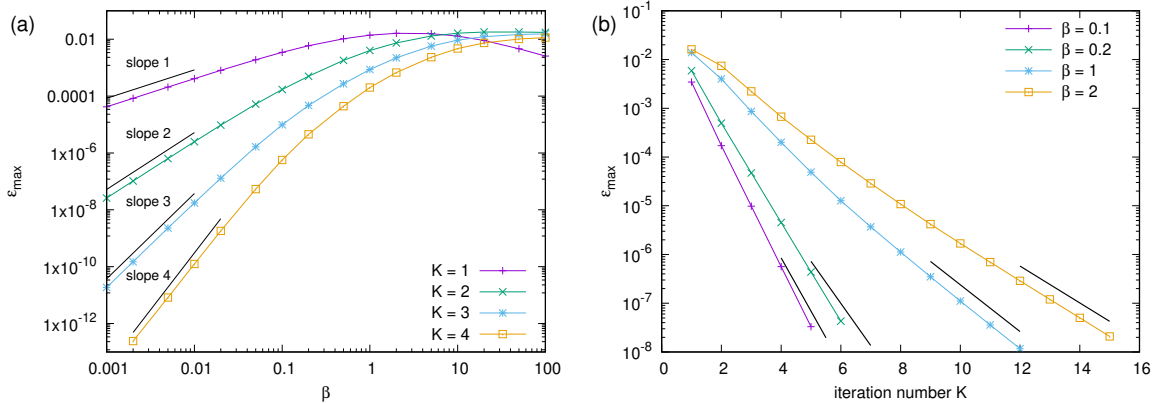 (a)
0.01
0.0001
1x10-6
1x10-8
1x10-10
1x10-12
εmax
slope 1
slope 2
slope 3
slope 4
K = 1
K = 2
K = 3
K = 4
0.001 0.01 0.1 1 10 100
β
(b)
10-1
10-2
10-3
10-4
10-5
10-6
10-7
10-8
εmax
β = 0.1
β = 0.2
β = 1
β = 2
0 2 4 6 8 10 12 14 16
iteration number K